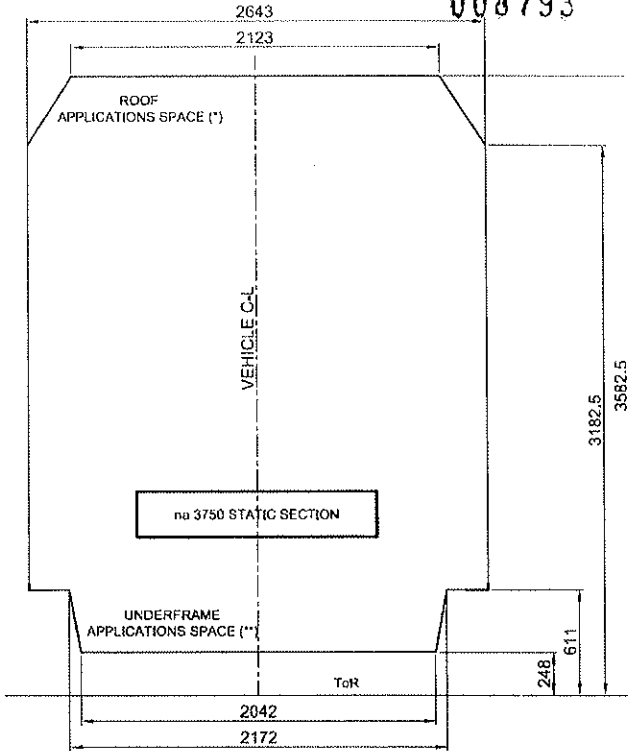 008793
2643
2123
ROOF
APPLICATIONS SPACE (*)
VEHICLE C-L
3182.5
3582.5
na 3750 STATIC SECTION
UNDERFRAME
APPLICATIONS SPACE (**)
611
248
ToR
2042
2172